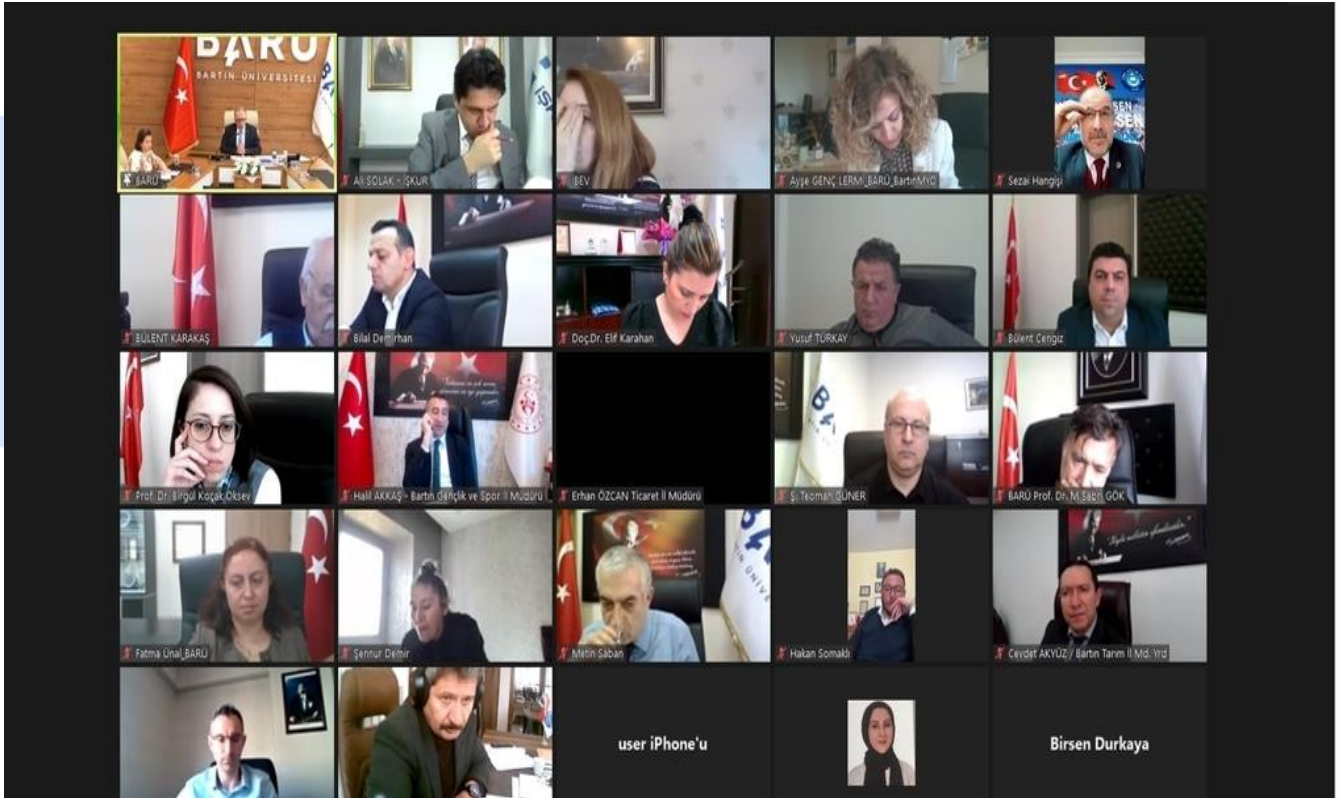 BARÜ
BARTIN ÜNİVERSİTESİ
BARÜ
Ali SOLAK - İŞKUR
BEV
Ayşe GENÇ LERMİ_BARÜ_BartınMYO
Sezai Hangişi
BÜLENT KARAKAŞ
Bilal Demirhan
Doç.Dr. Elif Karahan
Yusuf TÜRKAY
Bülent Cengiz
Prof. Dr. Birgül Koçak Oksev
Halil AKKAŞ - Bartın Gençlik ve Spor İl Müdürü
Erhan ÖZCAN Ticaret İl Müdürü
Ş. Teoman GÜNER
BARÜ Prof. Dr. M.Sabri GÖK
Fatma Ünal_BARÜ
Şennur Demir
Metin Saban
Hakan Somaklı
Cevdet AKYÜZ / Bartın Tarım İl Md. Yrd
user iPhone'u
Birsen Durkaya